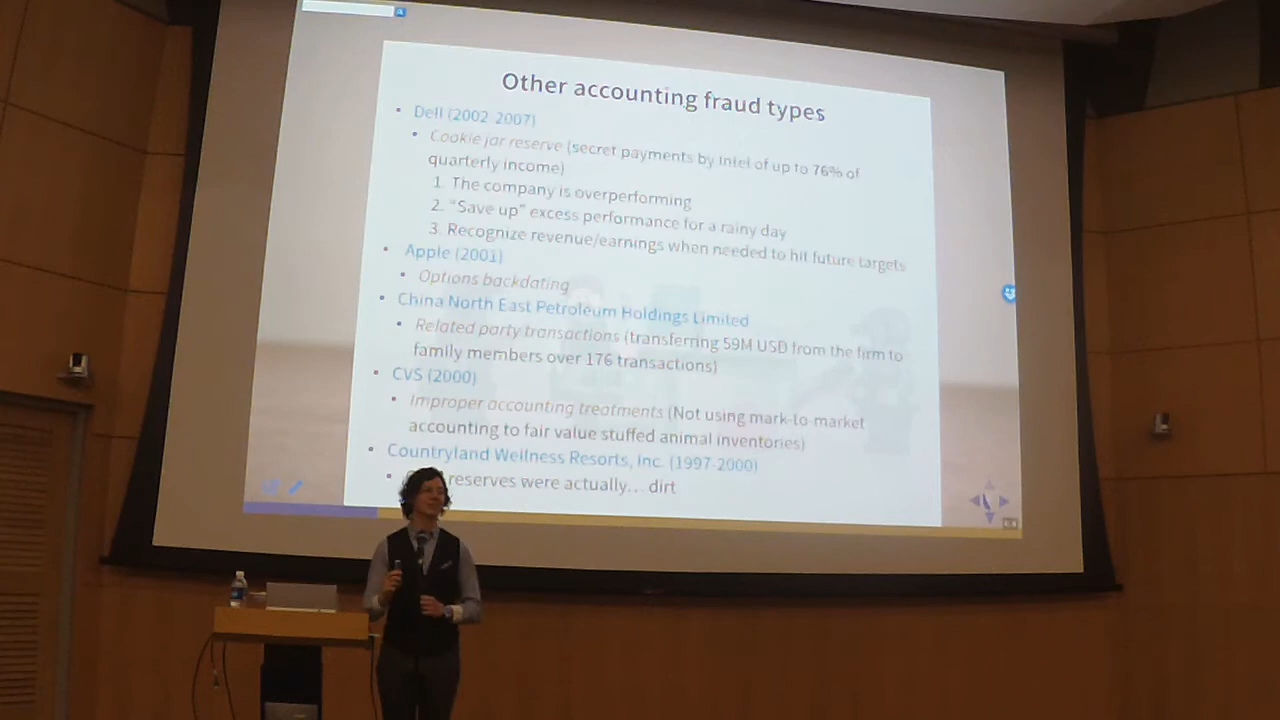 Other accounting fraud types
• Dell (2002-2007)
• Cookie jar reserve (secret payments by Intel of up to 76% of
quarterly income)
1. The company is overperforming
2. “Save up” excess performance for a rainy day
3. Recognize revenue/earnings when needed to hit future targets
• Apple (2001)
• Options backdating
• China North East Petroleum Holdings Limited
• Related party transactions (transferring 59M USD from the firm to
family members over 176 transactions)
• CVS (2000)
• Improper accounting treatments (Not using mark-to-market
accounting to fair value stuffed animal inventories)
• Countryland Wellness Resorts, Inc. (1997-2000)
• reserves were actually… dirt